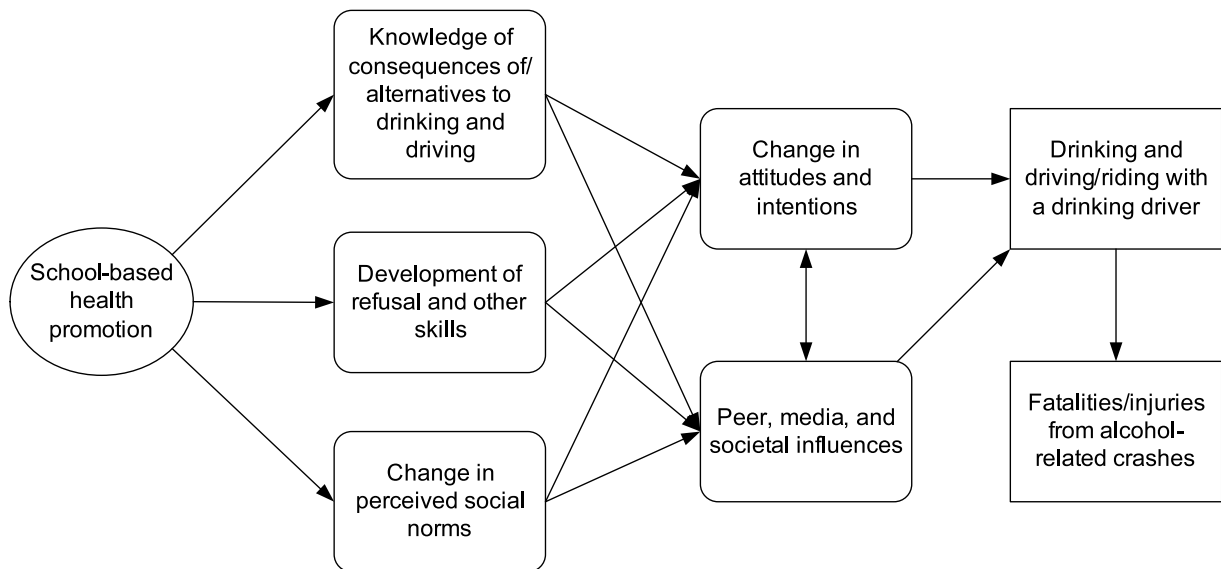 School-based
health
promotion
Knowledge of
consequences of/
alternatives to
drinking and
driving
Development of
refusal and other
skills
Change in
perceived social
norms
Change in
attitudes and
intentions
Peer, media, and
societal influences
Drinking and
driving/riding with
a drinking driver
Fatalities/injuries
from alcohol-
related crashes